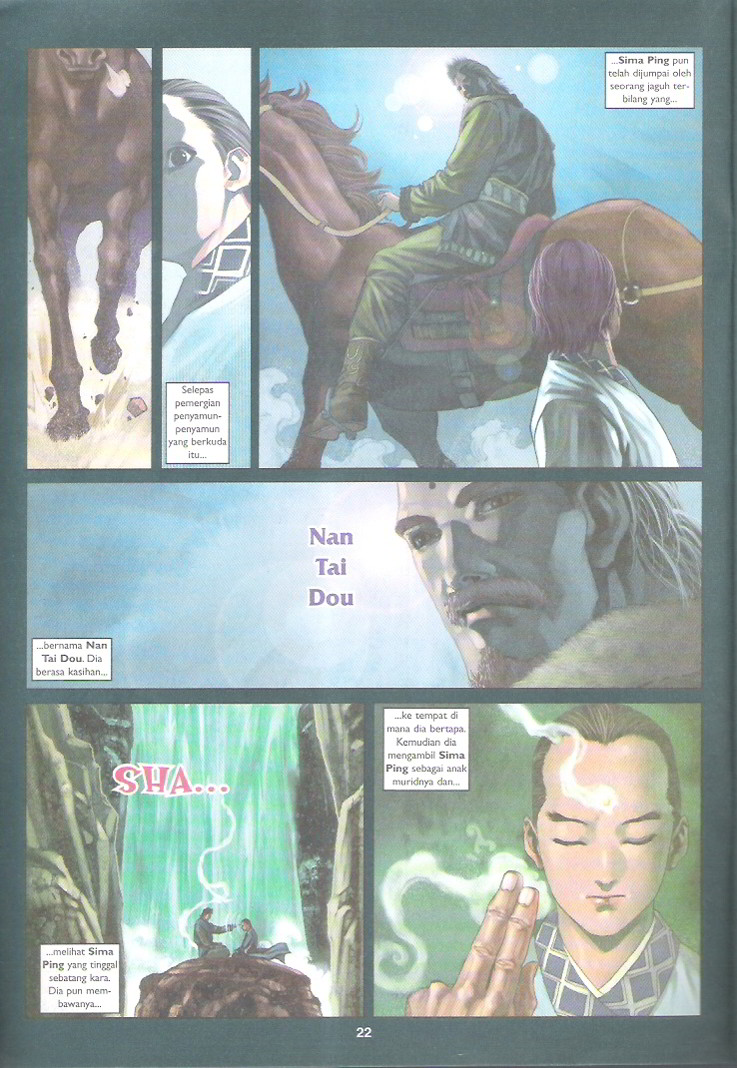 Selepas
pemergian
penyamun-
penyamun
yang berkuda
itu...
...Sima Ping pun
telah dijumpai oleh
seorang jaguh ter-
bilang yang...
Nan
Tai
Dou
...bernama Nan
Tai Dou. Dia
berasa kasihan...
SHA...
...melihat Sima
Ping yang tinggal
sebatang kara.
Dia pun mem-
bawanya...
...ke tempat di
mana dia bertapa.
Kemudian dia
mengambil Sima
Ping sebagai anak
muridnya dan...
22